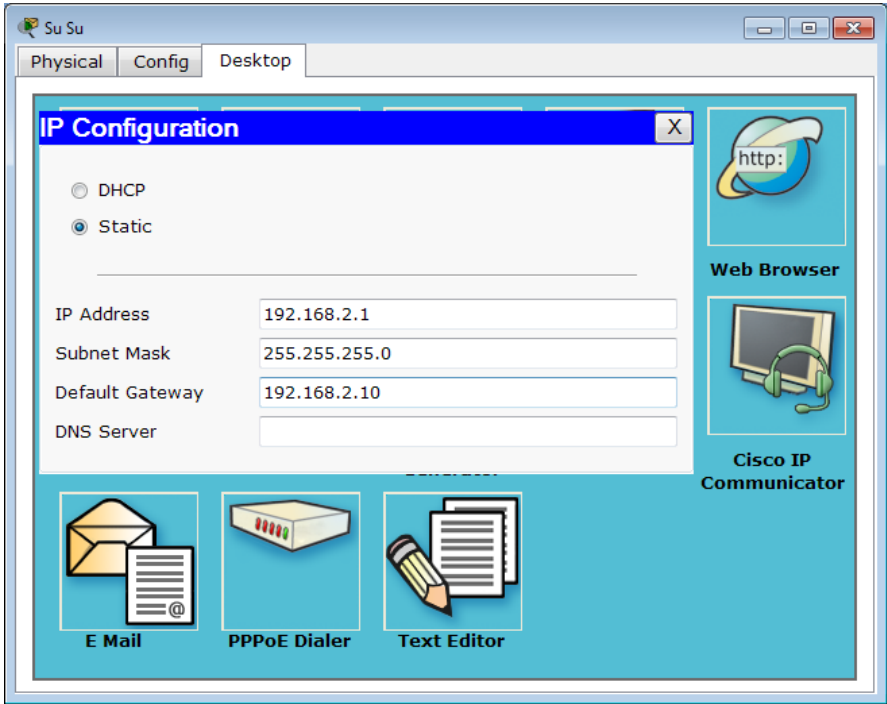 Su Su
Physical Config Desktop
IP Configuration X
http:
DHCP
Static
Web Browser
IP Address 192.168.2.1
Subnet Mask 255.255.255.0
Default Gateway 192.168.2.10
DNS Server
Cisco IP
Communicator
@
E Mail PPPoE Dialer Text Editor